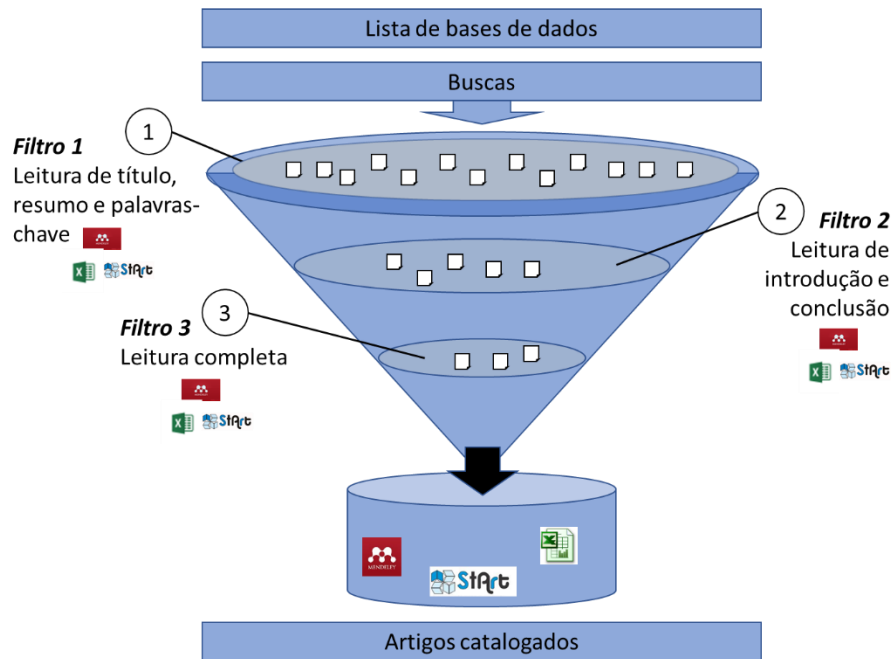 Lista de bases de dados
Buscas
1
Filtro 1
Leitura de título,
resumo e palavras-
chave
StArt
2
Filtro 2
Leitura de
introdução e
conclusão
StArt
3
Filtro 3
Leitura completa
StArt
MENDELEY
StArt
Artigos catalogados